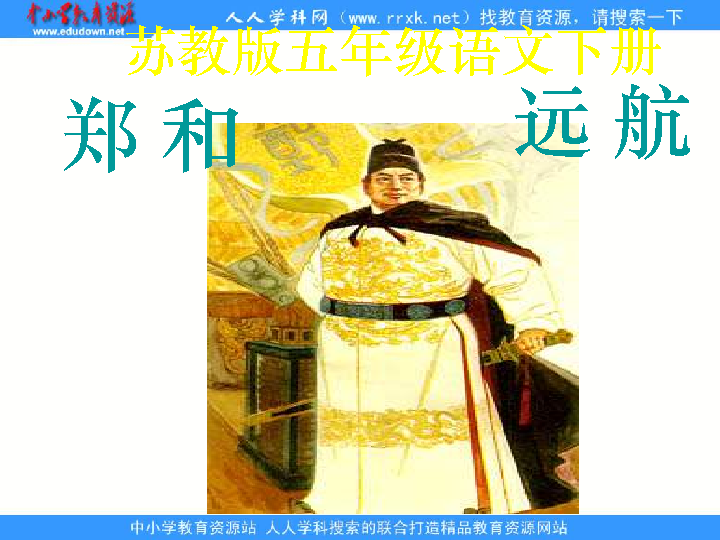 中小学教育资源站
www.edudown.net
人人学科网（www.rrxk.net）找教育资源，请搜索一下
苏教版五年级语文下册
郑和 远航
中小学教育资源站 人人学科搜索的联合打造精品教育资源网站